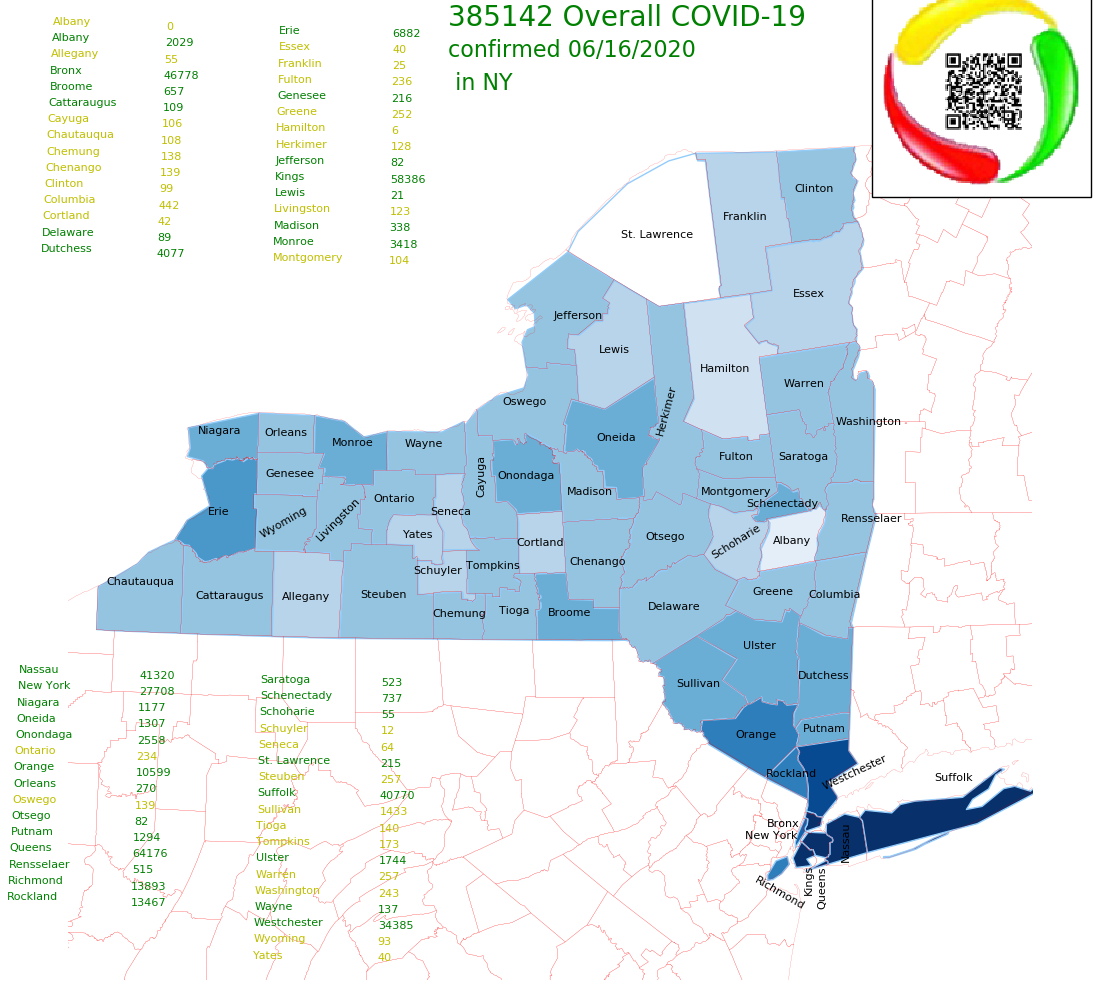 385142 Overall COVID-19
confirmed 06/16/2020
in NY
Albany 0
Albany 2029
Allegany 55
Bronx 46778
Broome 657
Cattaraugus 109
Cayuga 106
Chautauqua 108
Chemung 138
Chenango 139
Clinton 99
Columbia 442
Cortland 42
Delaware 89
Dutchess 4077
Erie 6882
Essex 40
Franklin 25
Fulton 236
Genesee 216
Greene 252
Hamilton 6
Herkimer 128
Jefferson 82
Kings 58386
Lewis 21
Livingston 123
Madison 338
Monroe 3418
Montgomery 104
Clinton
Franklin
St. Lawrence
Essex
Jefferson
Lewis
Hamilton
Warren
Oswego
Herkimer
Washington
Niagara
Orleans
Monroe
Wayne
Oneida
Fulton
Saratoga
Genesee
Cayuga
Onondaga
Madison
Montgomery
Schenectady
Erie
Wyoming
Livingston
Ontario
Seneca
Yates
Cortland
Otsego
Schoharie
Albany
Rensselaer
Chautauqua
Cattaraugus
Allegany
Steuben
Schuyler
Tompkins
Chenango
Chemung
Tioga
Broome
Delaware
Greene
Columbia
Ulster
Sullivan
Dutchess
Orange
Putnam
Rockland
Westchester
Suffolk
Bronx
New York
Nassau
Richmond
Kings
Queens
Nassau 41320
New York 27708
Niagara 1177
Oneida 1307
Onondaga 2558
Ontario 234
Orange 10599
Orleans 270
Oswego 139
Otsego 82
Putnam 1294
Queens 64176
Rensselaer 515
Richmond 13893
Rockland 13467
Saratoga 523
Schenectady 737
Schoharie 55
Schuyler 12
Seneca 64
St. Lawrence 215
Steuben 257
Suffolk 40770
Sullivan 1433
Tioga 140
Tompkins 173
Ulster 1744
Warren 257
Washington 243
Wayne 137
Westchester 34385
Wyoming 93
Yates 40